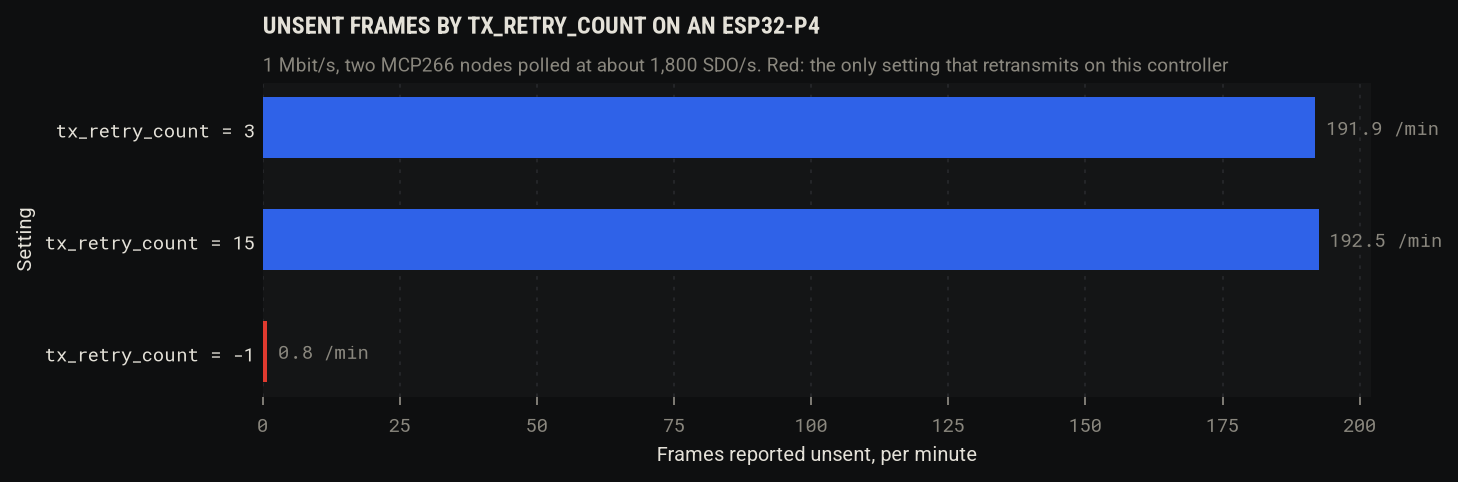 UNSENT FRAMES BY TX_RETRY_COUNT ON AN ESP32-P4
1 Mbit/s, two MCP266 nodes polled at about 1,800 SDO/s. Red: the only setting that retransmits on this controller
tx_retry_count = 3
191.9 /min
tx_retry_count = 15
192.5 /min
tx_retry_count = -1
0.8 /min
Setting
0 25 50 75 100 125 150 175 200
Frames reported unsent, per minute